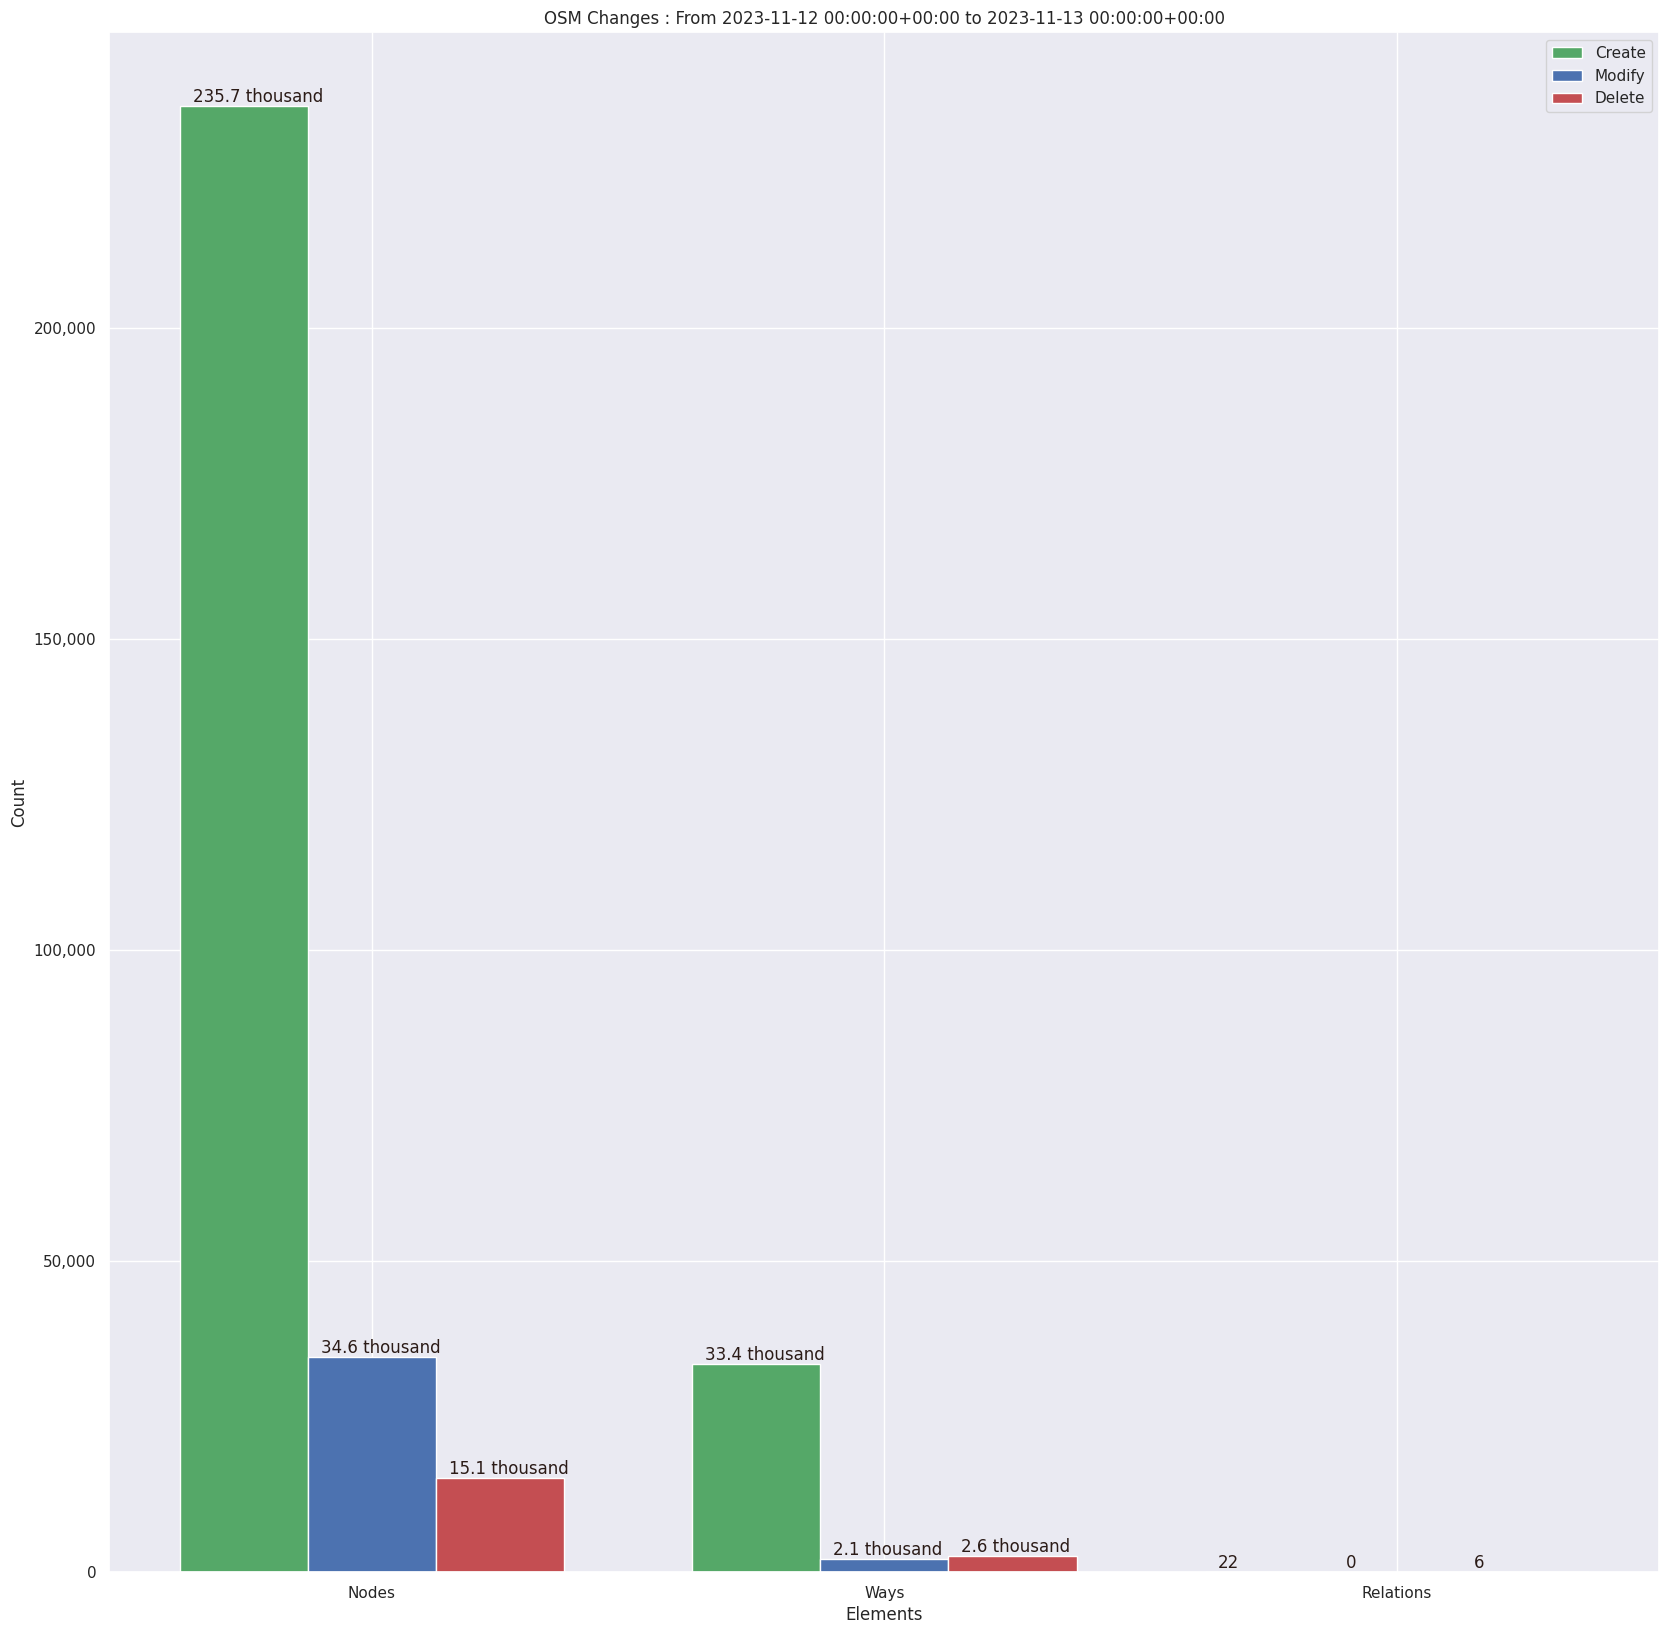 OSM Changes : From 2023-11-12 00:00:00+00:00 to 2023-11-13 00:00:00+00:00
Create
Modify
Delete
235.7 thousand
200,000
150,000
100,000
50,000
0
Count
34.6 thousand
15.1 thousand
33.4 thousand
2.1 thousand
2.6 thousand
22
0
6
Nodes
Ways
Relations
Elements